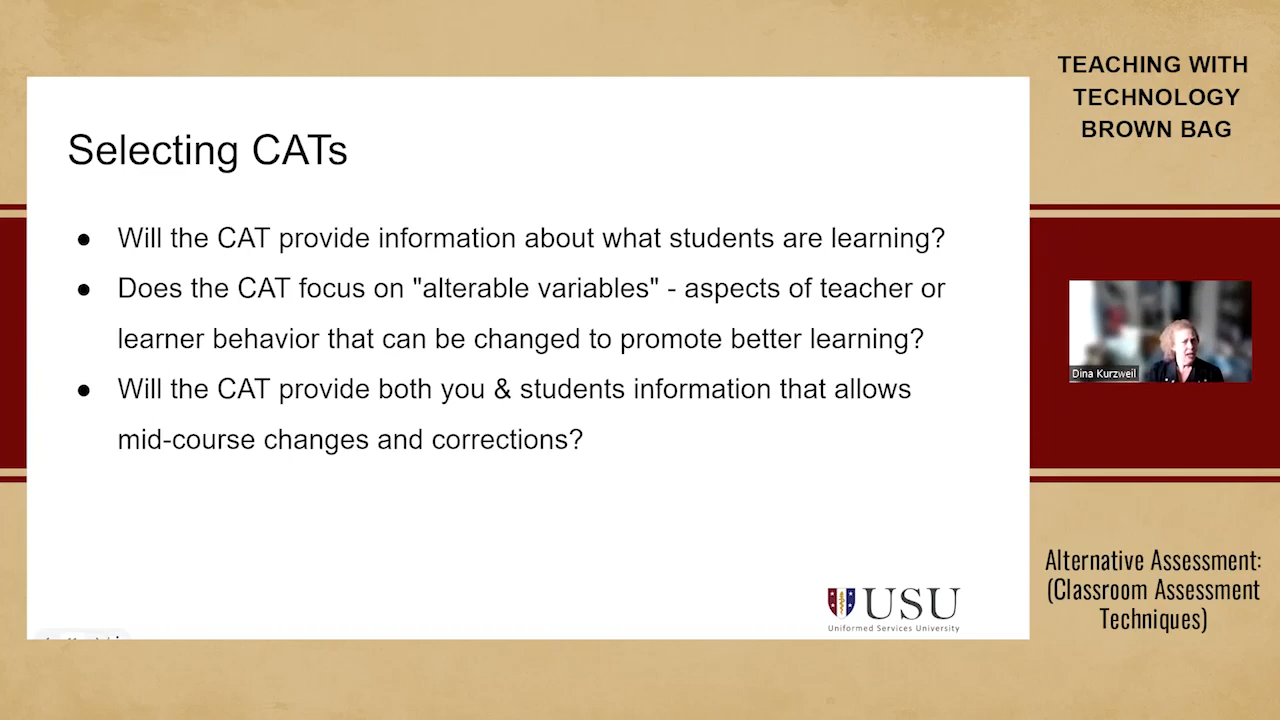 TEACHING WITH
TECHNOLOGY
BROWN BAG
Selecting CATs
● Will the CAT provide information about what students are learning?
● Does the CAT focus on "alterable variables" - aspects of teacher or
learner behavior that can be changed to promote better learning?
● Will the CAT provide both you & students information that allows
mid-course changes and corrections?
Dina Kurzweil
USU
Uniformed Services University
Alternative Assessment:
(Classroom Assessment
Techniques)